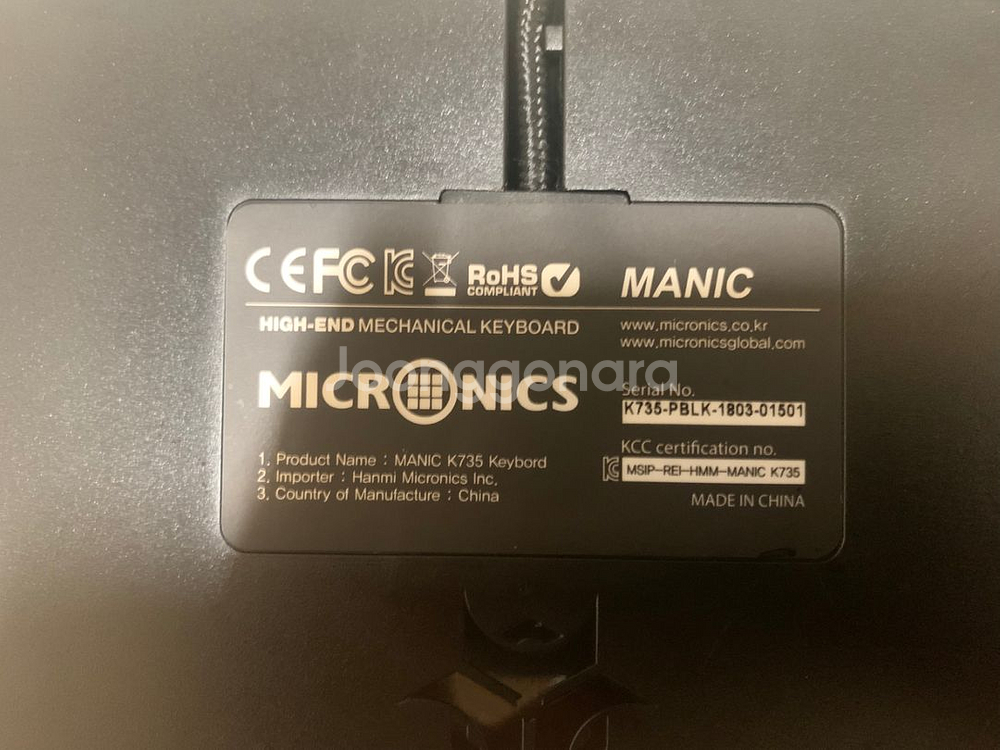 CE FC KC RoHS COMPLIANT
MANIC
HIGH-END MECHANICAL KEYBOARD
www.micronics.co.kr
www.micronicsglobal.com
joonggonara
MICRONICS
Serial No.
K735-PBLK-1803-01501
KCC certification no.
MSIP-REI-HMM-MANIC K735
1. Product Name : MANIC K735 Keybord
2. Importer : Hanmi Micronics Inc.
3. Country of Manufacture : China
MADE IN CHINA